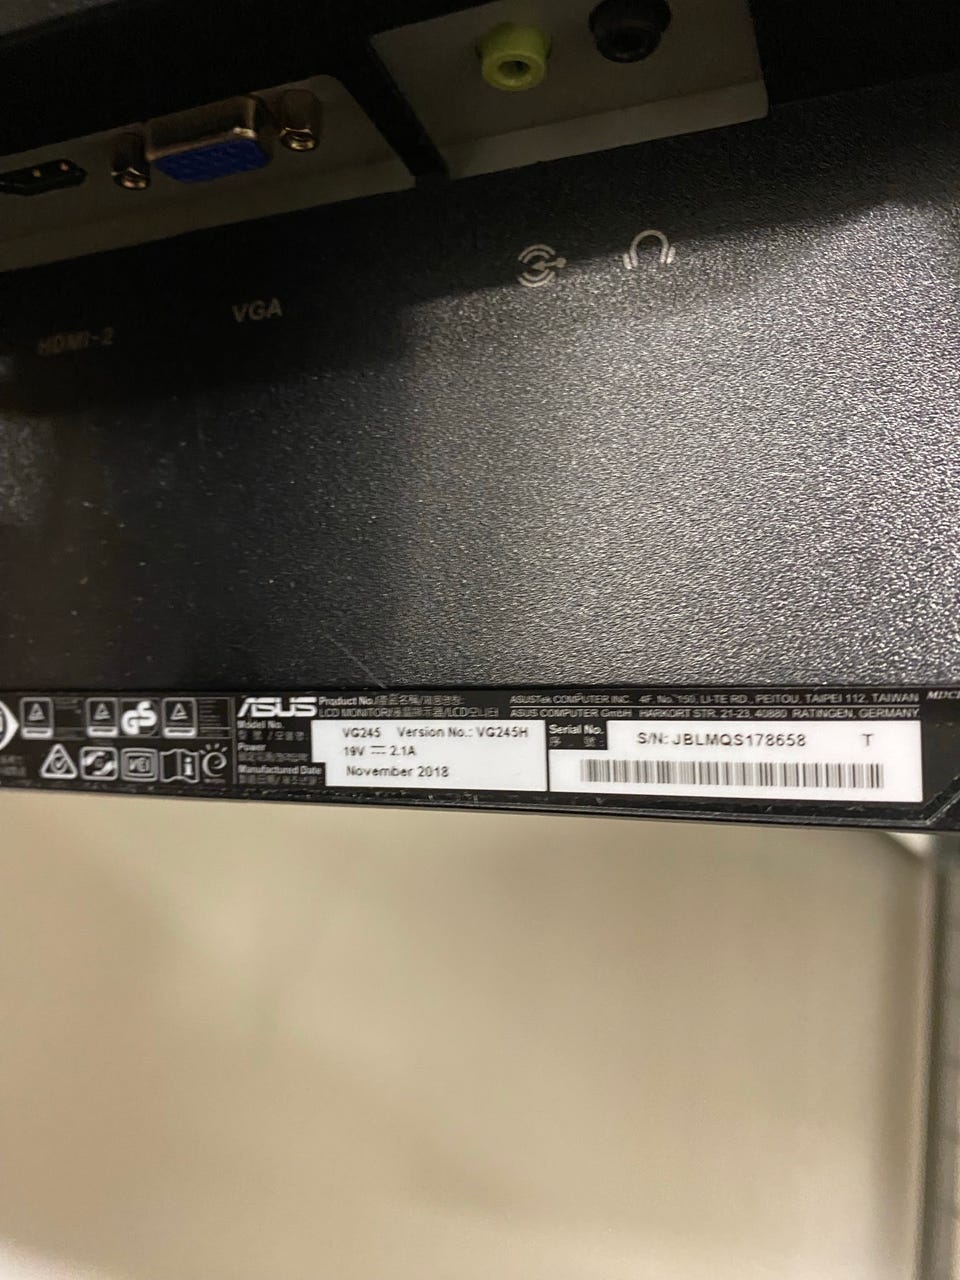 HDMI-2
VGA
ASUS
Product No./
LCD MONITOR/
Model No.
Power
Manufactured Date
VG245 Version No.: VG245H
19V ⎓ 2.1A
November 2018
ASUSTek COMPUTER INC. 4F, No. 150, LI-TE RD., PEITOU, TAIPEI 112, TAIWAN
ASUS COMPUTER GmbH HARKORT STR. 21-23, 40880 RATINGEN, GERMANY
Serial No.
S/N: JBLMQS178658 T